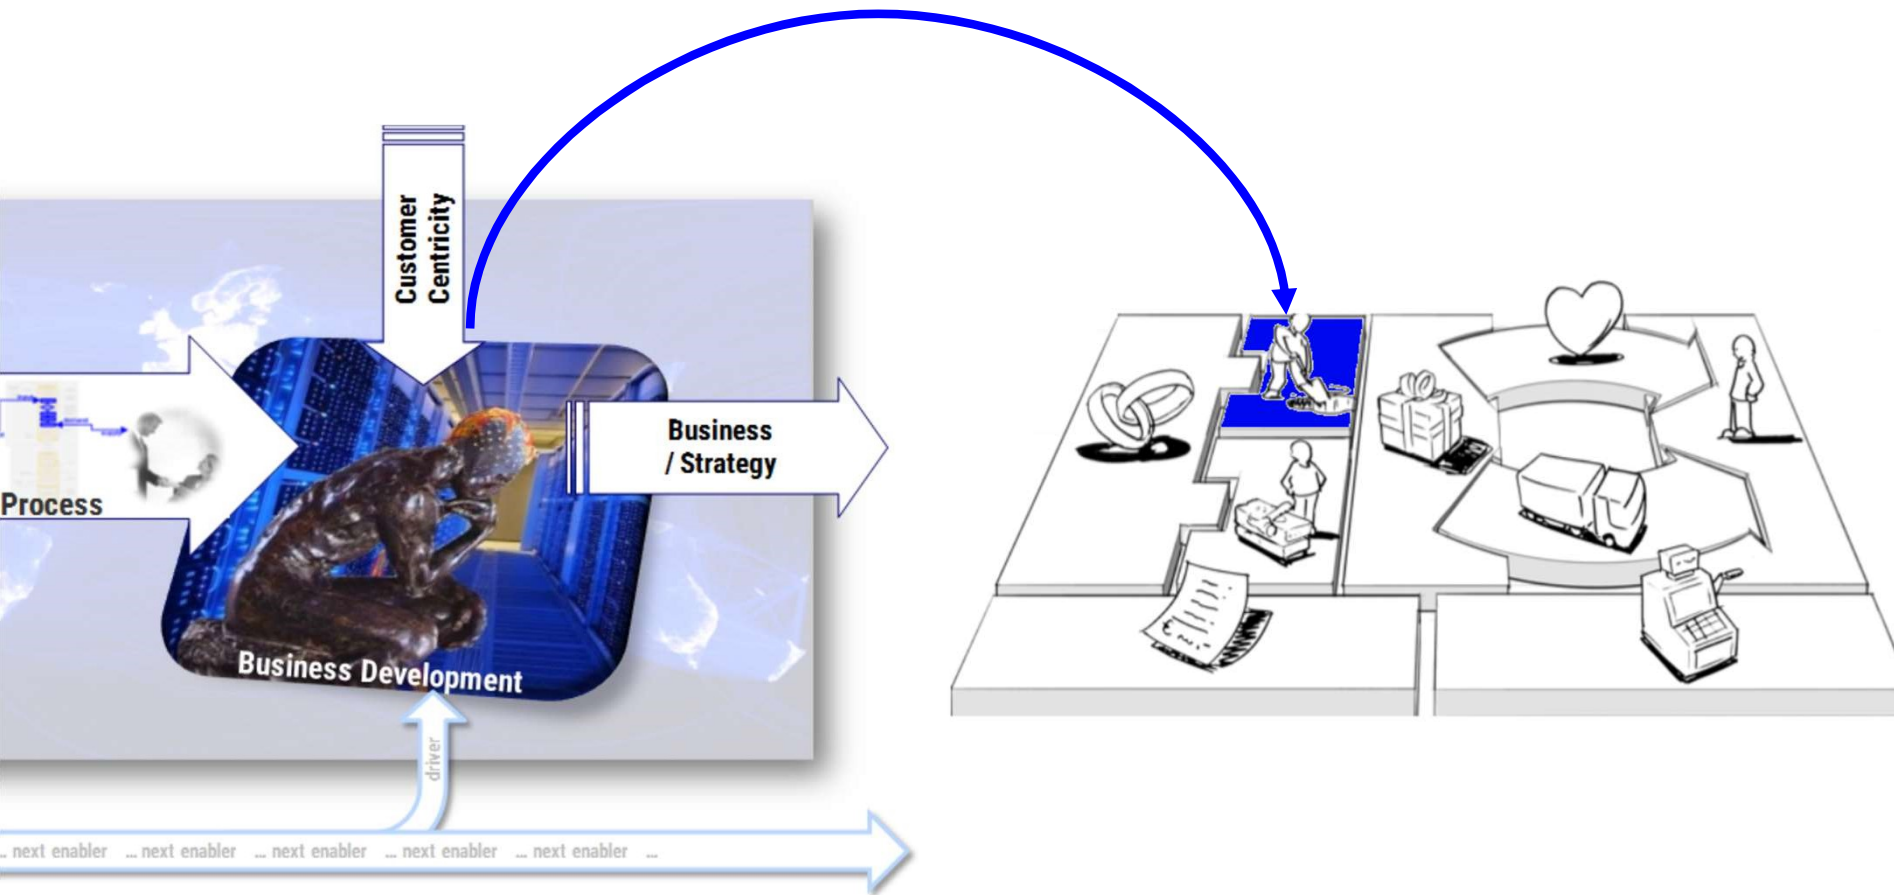 Customer
Centricity
Business
/ Strategy
Process
Business Development
driver
... next enabler ... next enabler ... next enabler ... next enabler ... next enabler ...